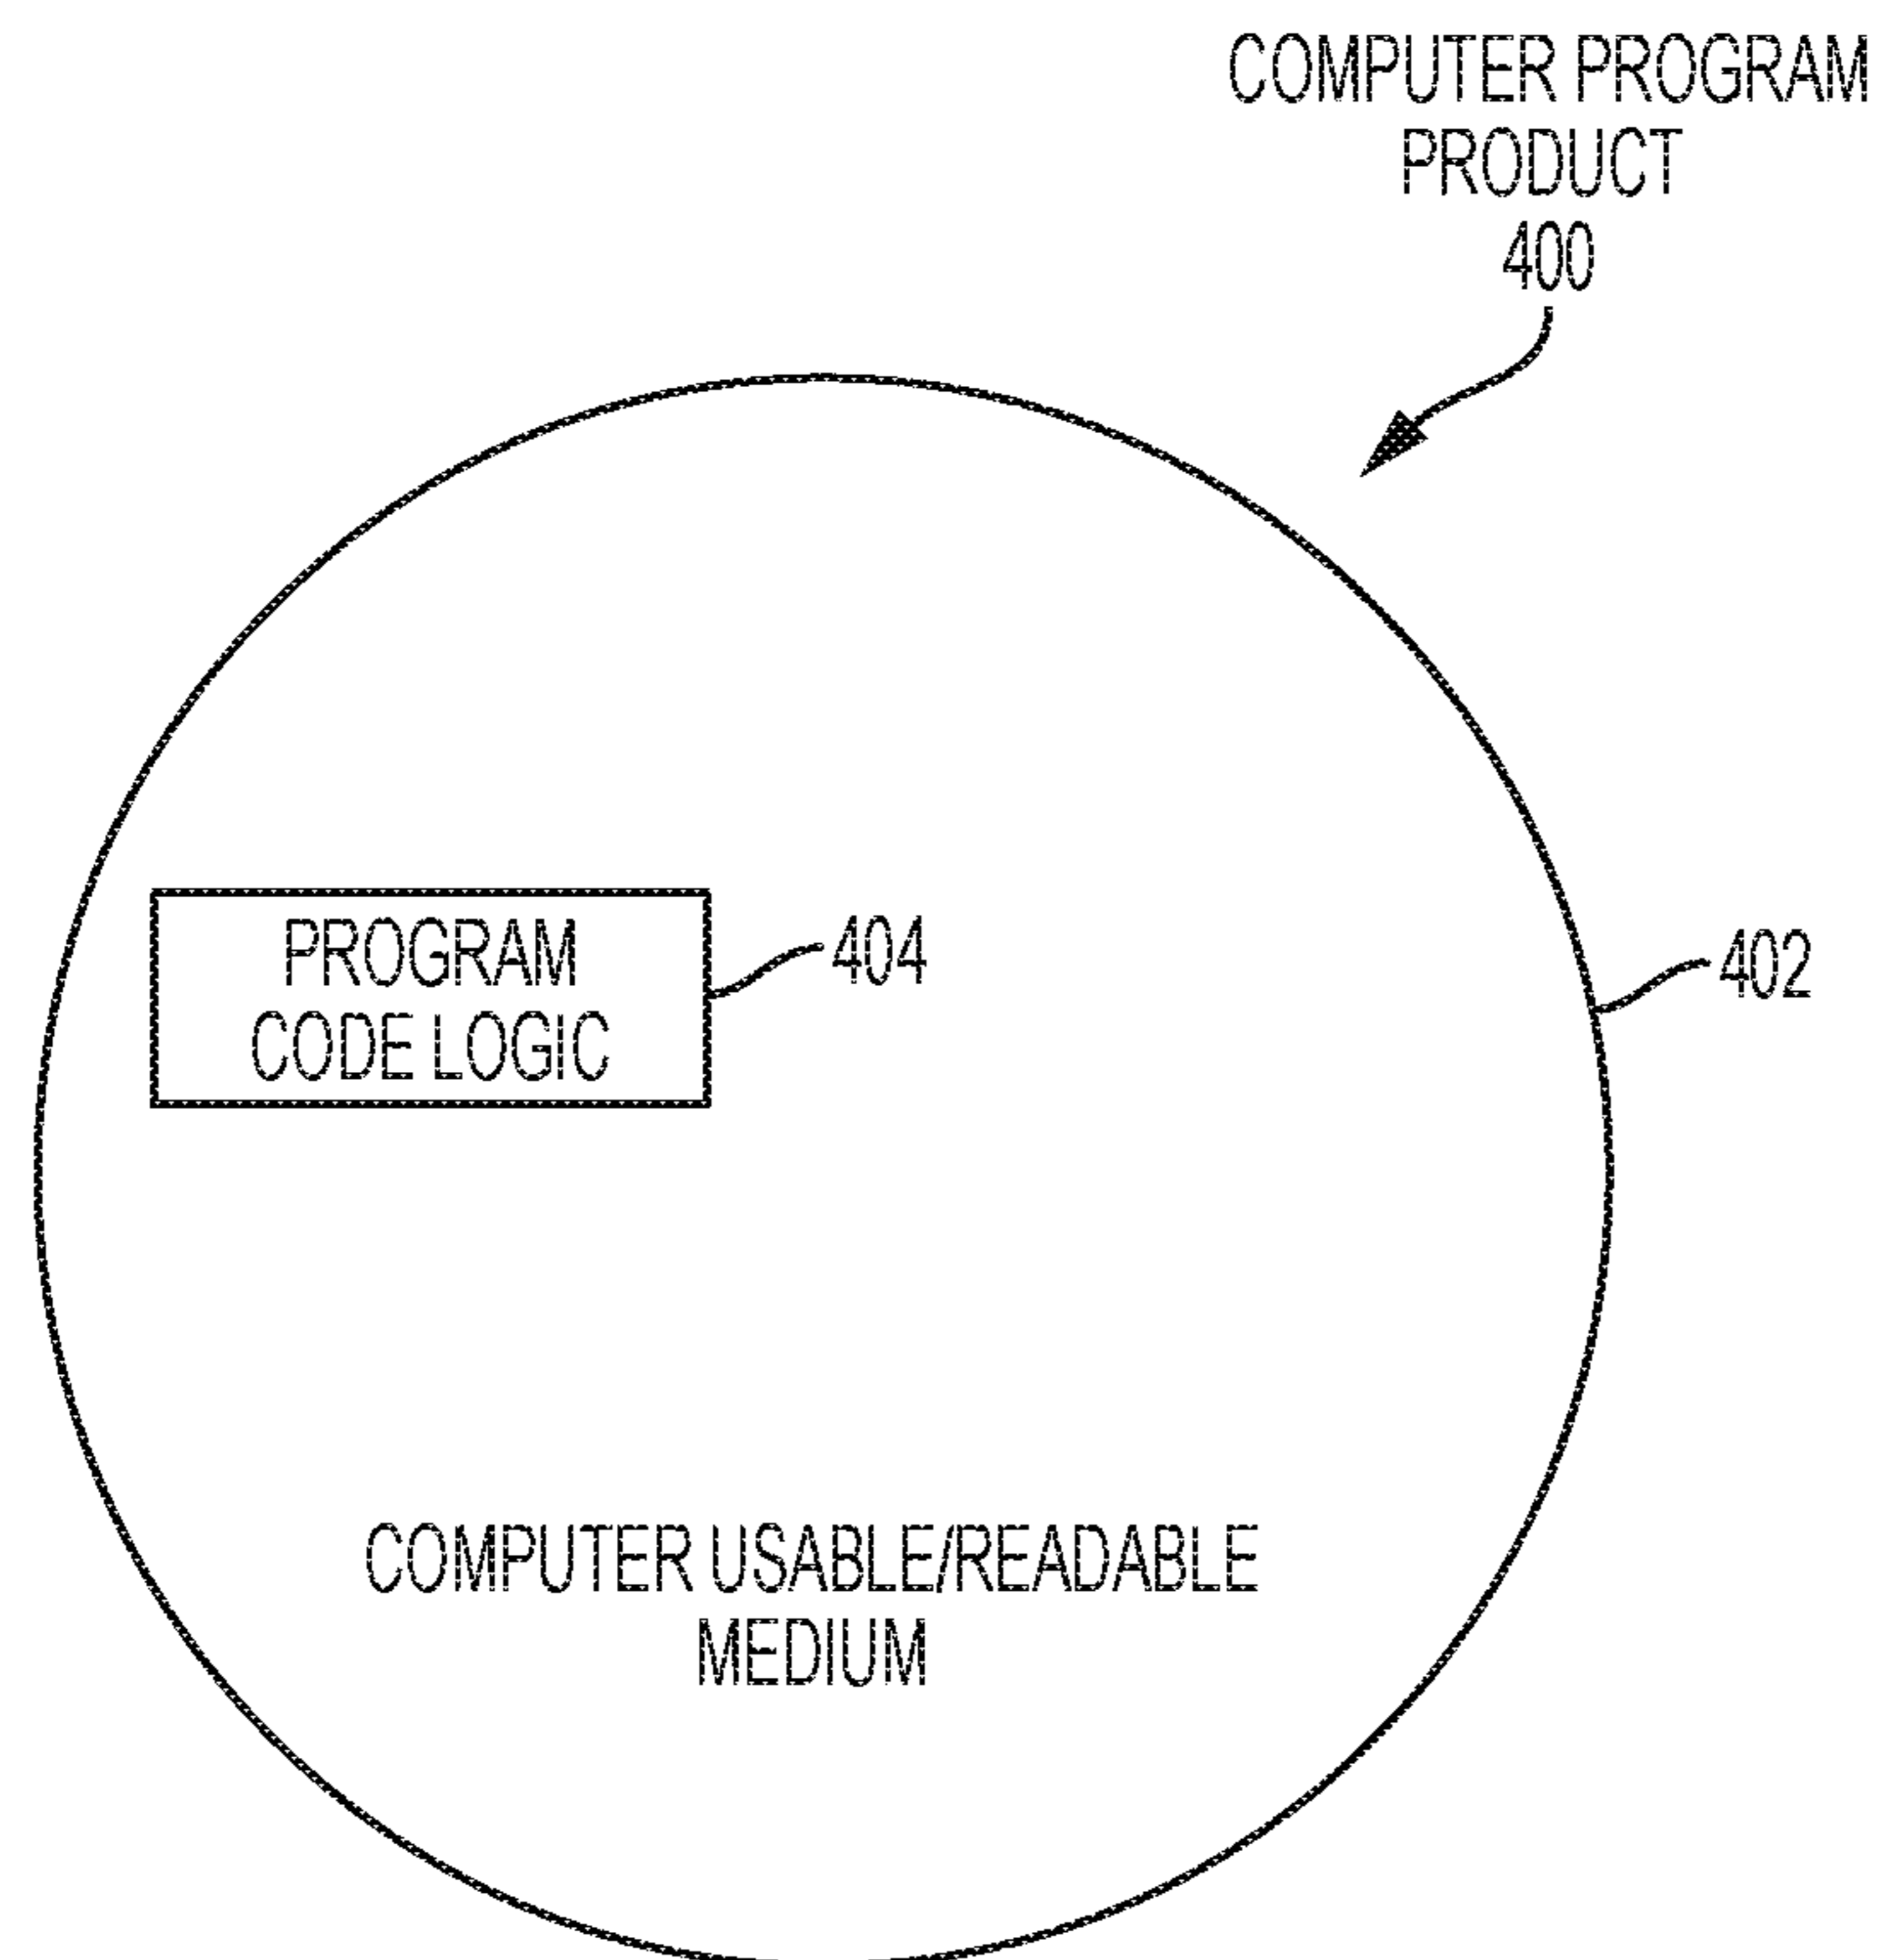 COMPUTER PROGRAM
PRODUCT
400
PROGRAM
CODE LOGIC
404
402
COMPUTER USABLE/READABLE
MEDIUM